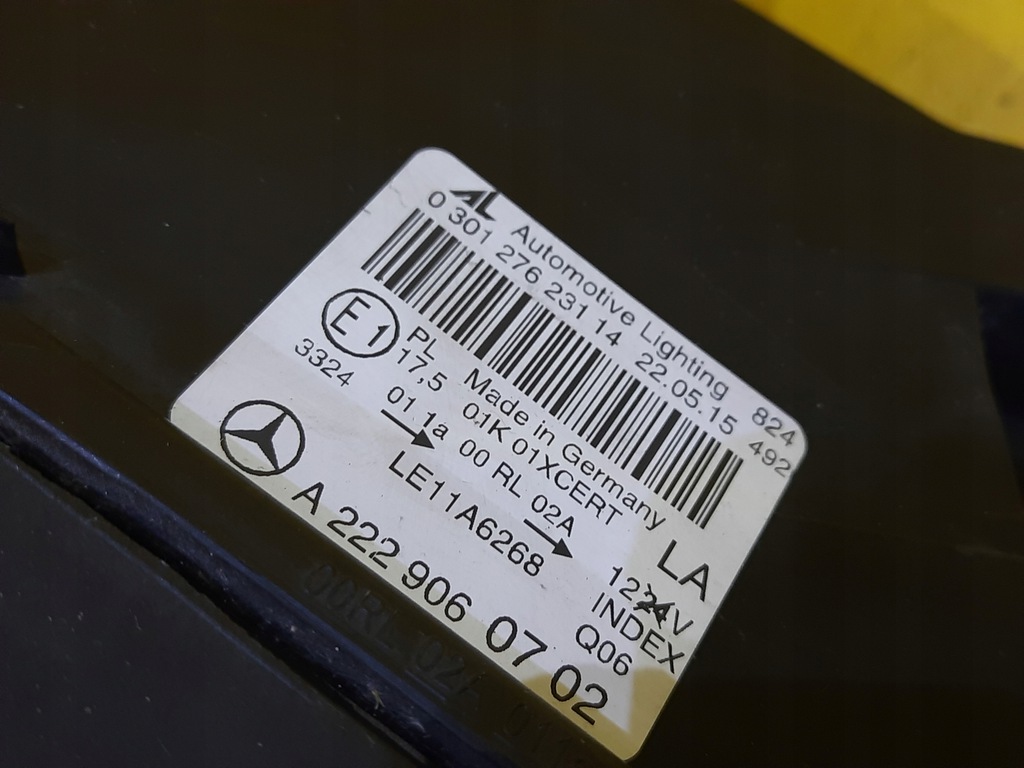 AL Automotive Lighting 824
0 301 276 231 14 22.05.15 492
E1 PL Made in Germany LA
17,5 01K 01XCERT
3324 01 1a 00 RL 02A 12 24V
LE11A6268 INDEX
Q06
A 222 906 07 02
00RL 02A